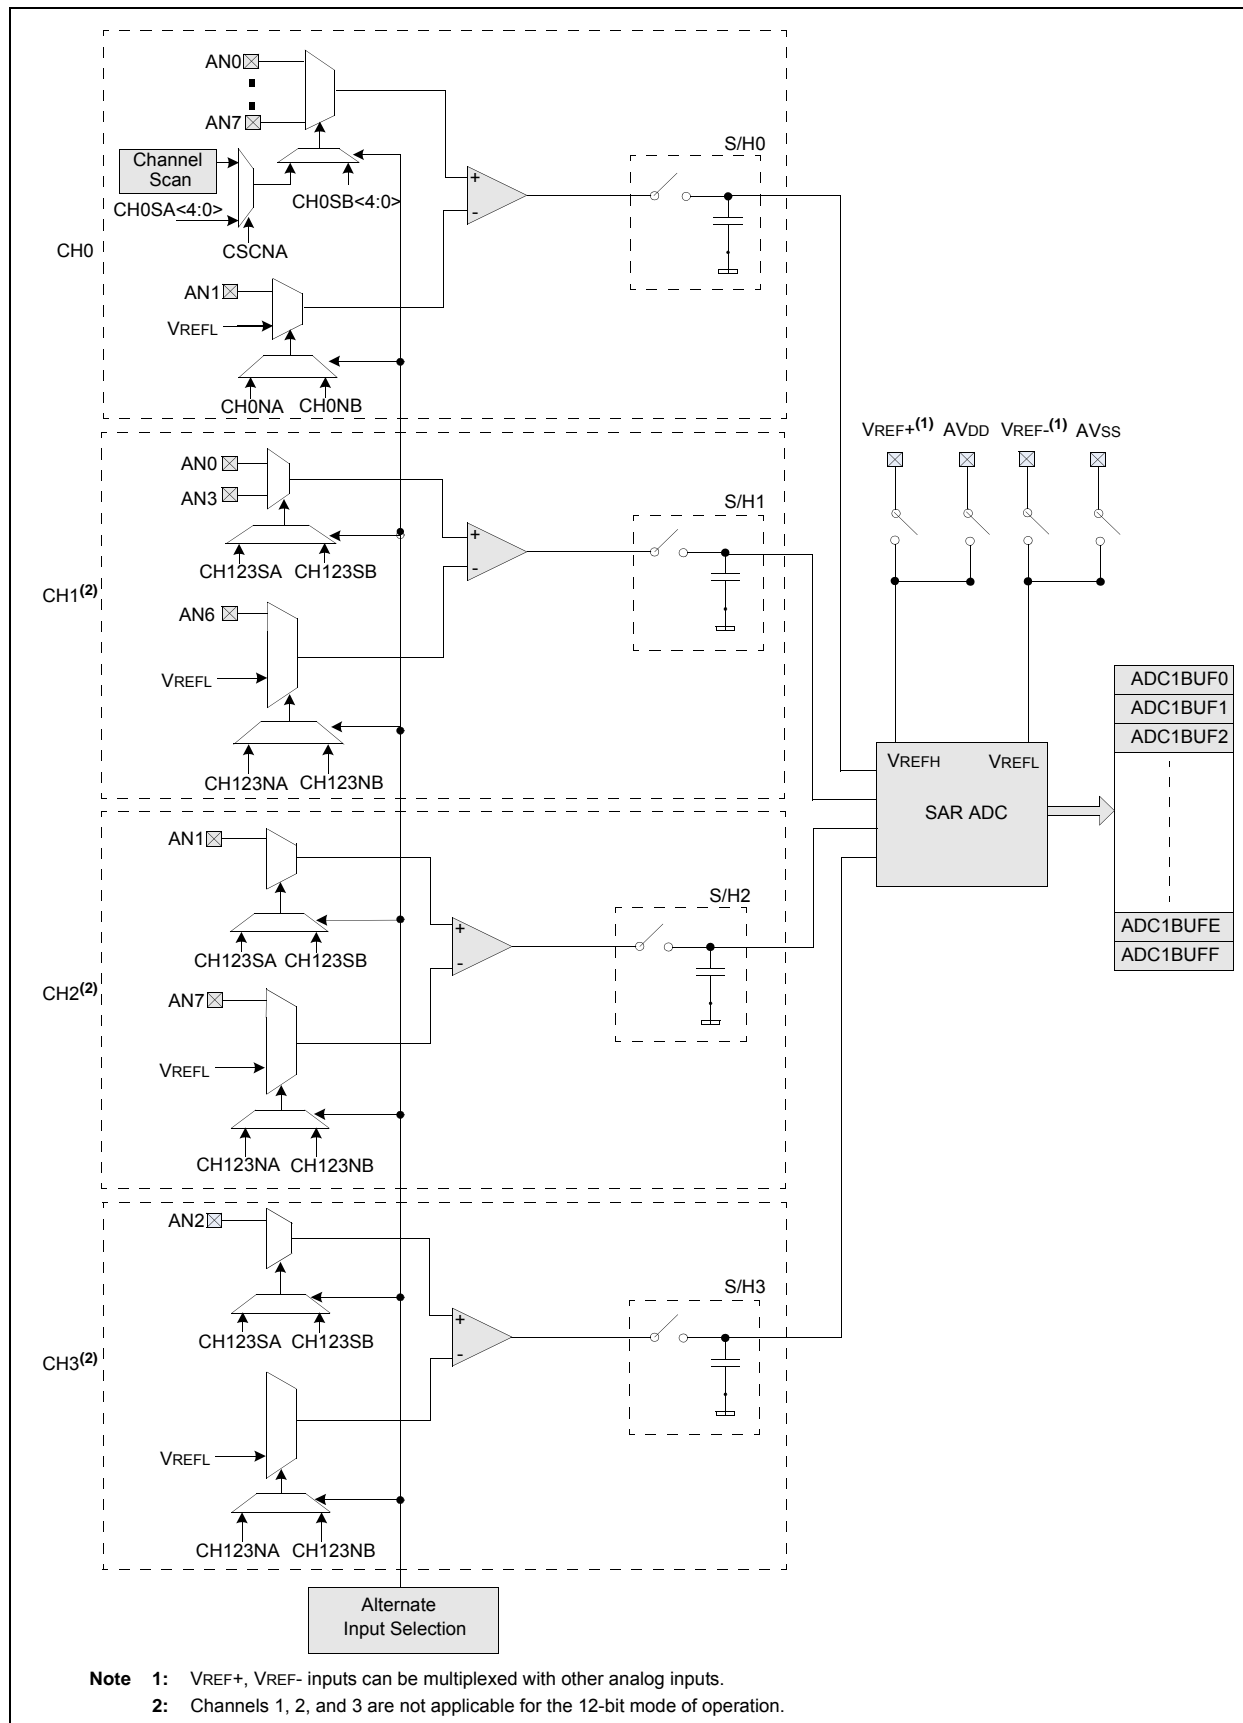 AN0
AN7
Channel
Scan
CH0SA<4:0>
CH0SB<4:0>
CSCNA
CH0
+
-
S/H0
AN1
VREFL
CH0NA CH0NB
AN0
AN3
CH123SA CH123SB
CH1(2)
+
-
S/H1
AN6
VREFL
CH123NA CH123NB
VREF+(1) AVDD VREF-(1) AVSS
VREFH VREFL
SAR ADC
ADC1BUF0
ADC1BUF1
ADC1BUF2
ADC1BUFE
ADC1BUFF
AN1
CH123SA CH123SB
CH2(2)
+
-
S/H2
AN7
VREFL
CH123NA CH123NB
AN2
CH123SA CH123SB
CH3(2)
+
-
S/H3
VREFL
CH123NA CH123NB
Alternate
Input Selection
Note 1: VREF+, VREF- inputs can be multiplexed with other analog inputs.
2: Channels 1, 2, and 3 are not applicable for the 12-bit mode of operation.